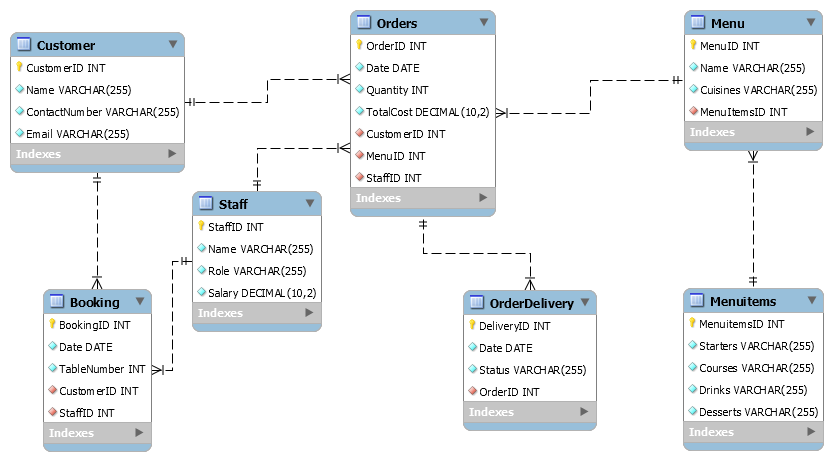 Customer
CustomerID INT
Name VARCHAR(255)
ContactNumber VARCHAR(255)
Email VARCHAR(255)
Indexes
Orders
OrderID INT
Date DATE
Quantity INT
TotalCost DECIMAL(10,2)
CustomerID INT
MenuID INT
StaffID INT
Indexes
Menu
MenuID INT
Name VARCHAR(255)
Cuisines VARCHAR(255)
MenuItemsID INT
Indexes
Staff
StaffID INT
Name VARCHAR(255)
Role VARCHAR(255)
Salary DECIMAL(10,2)
Indexes
Booking
BookingID INT
Date DATE
TableNumber INT
CustomerID INT
StaffID INT
Indexes
OrderDelivery
DeliveryID INT
Date DATE
Status VARCHAR(255)
OrderID INT
Indexes
Menuitems
MenuitemsID INT
Starters VARCHAR(255)
Courses VARCHAR(255)
Drinks VARCHAR(255)
Desserts VARCHAR(255)
Indexes